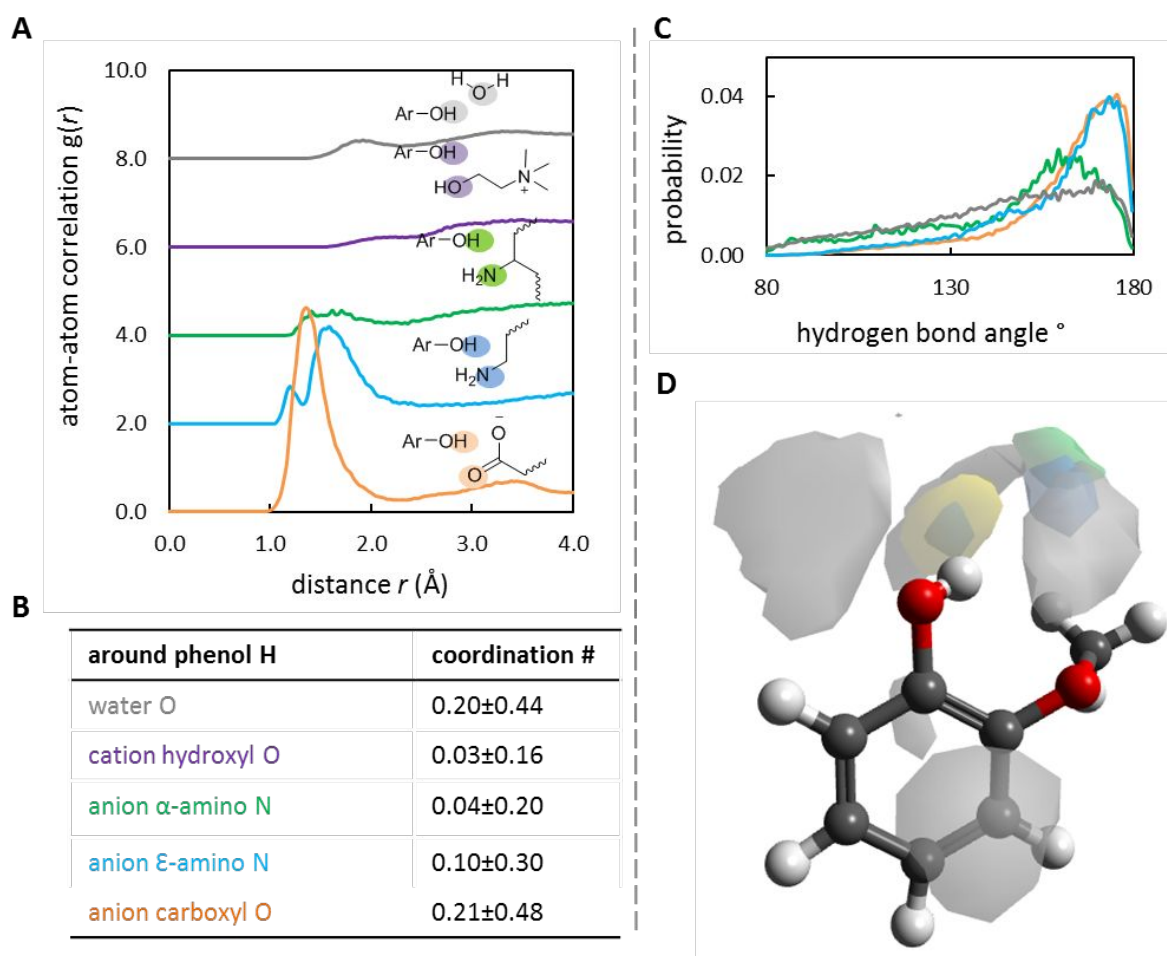 A
10.0
8.0
6.0
4.0
2.0
0.0
atom-atom correlation g(r)
H H
O
Ar–OH
Ar–OH
HO N
+
Ar–OH
H₂N
Ar–OH
H₂N
−
O
Ar–OH
O
0.0 1.0 2.0 3.0 4.0
distance r (Å)
B
around phenol H coordination #
water O 0.20±0.44
cation hydroxyl O 0.03±0.16
anion α-amino N 0.04±0.20
anion Ɛ-amino N 0.10±0.30
anion carboxyl O 0.21±0.48
C
0.04
0.02
0.00
probability
80 130 180
hydrogen bond angle °
D